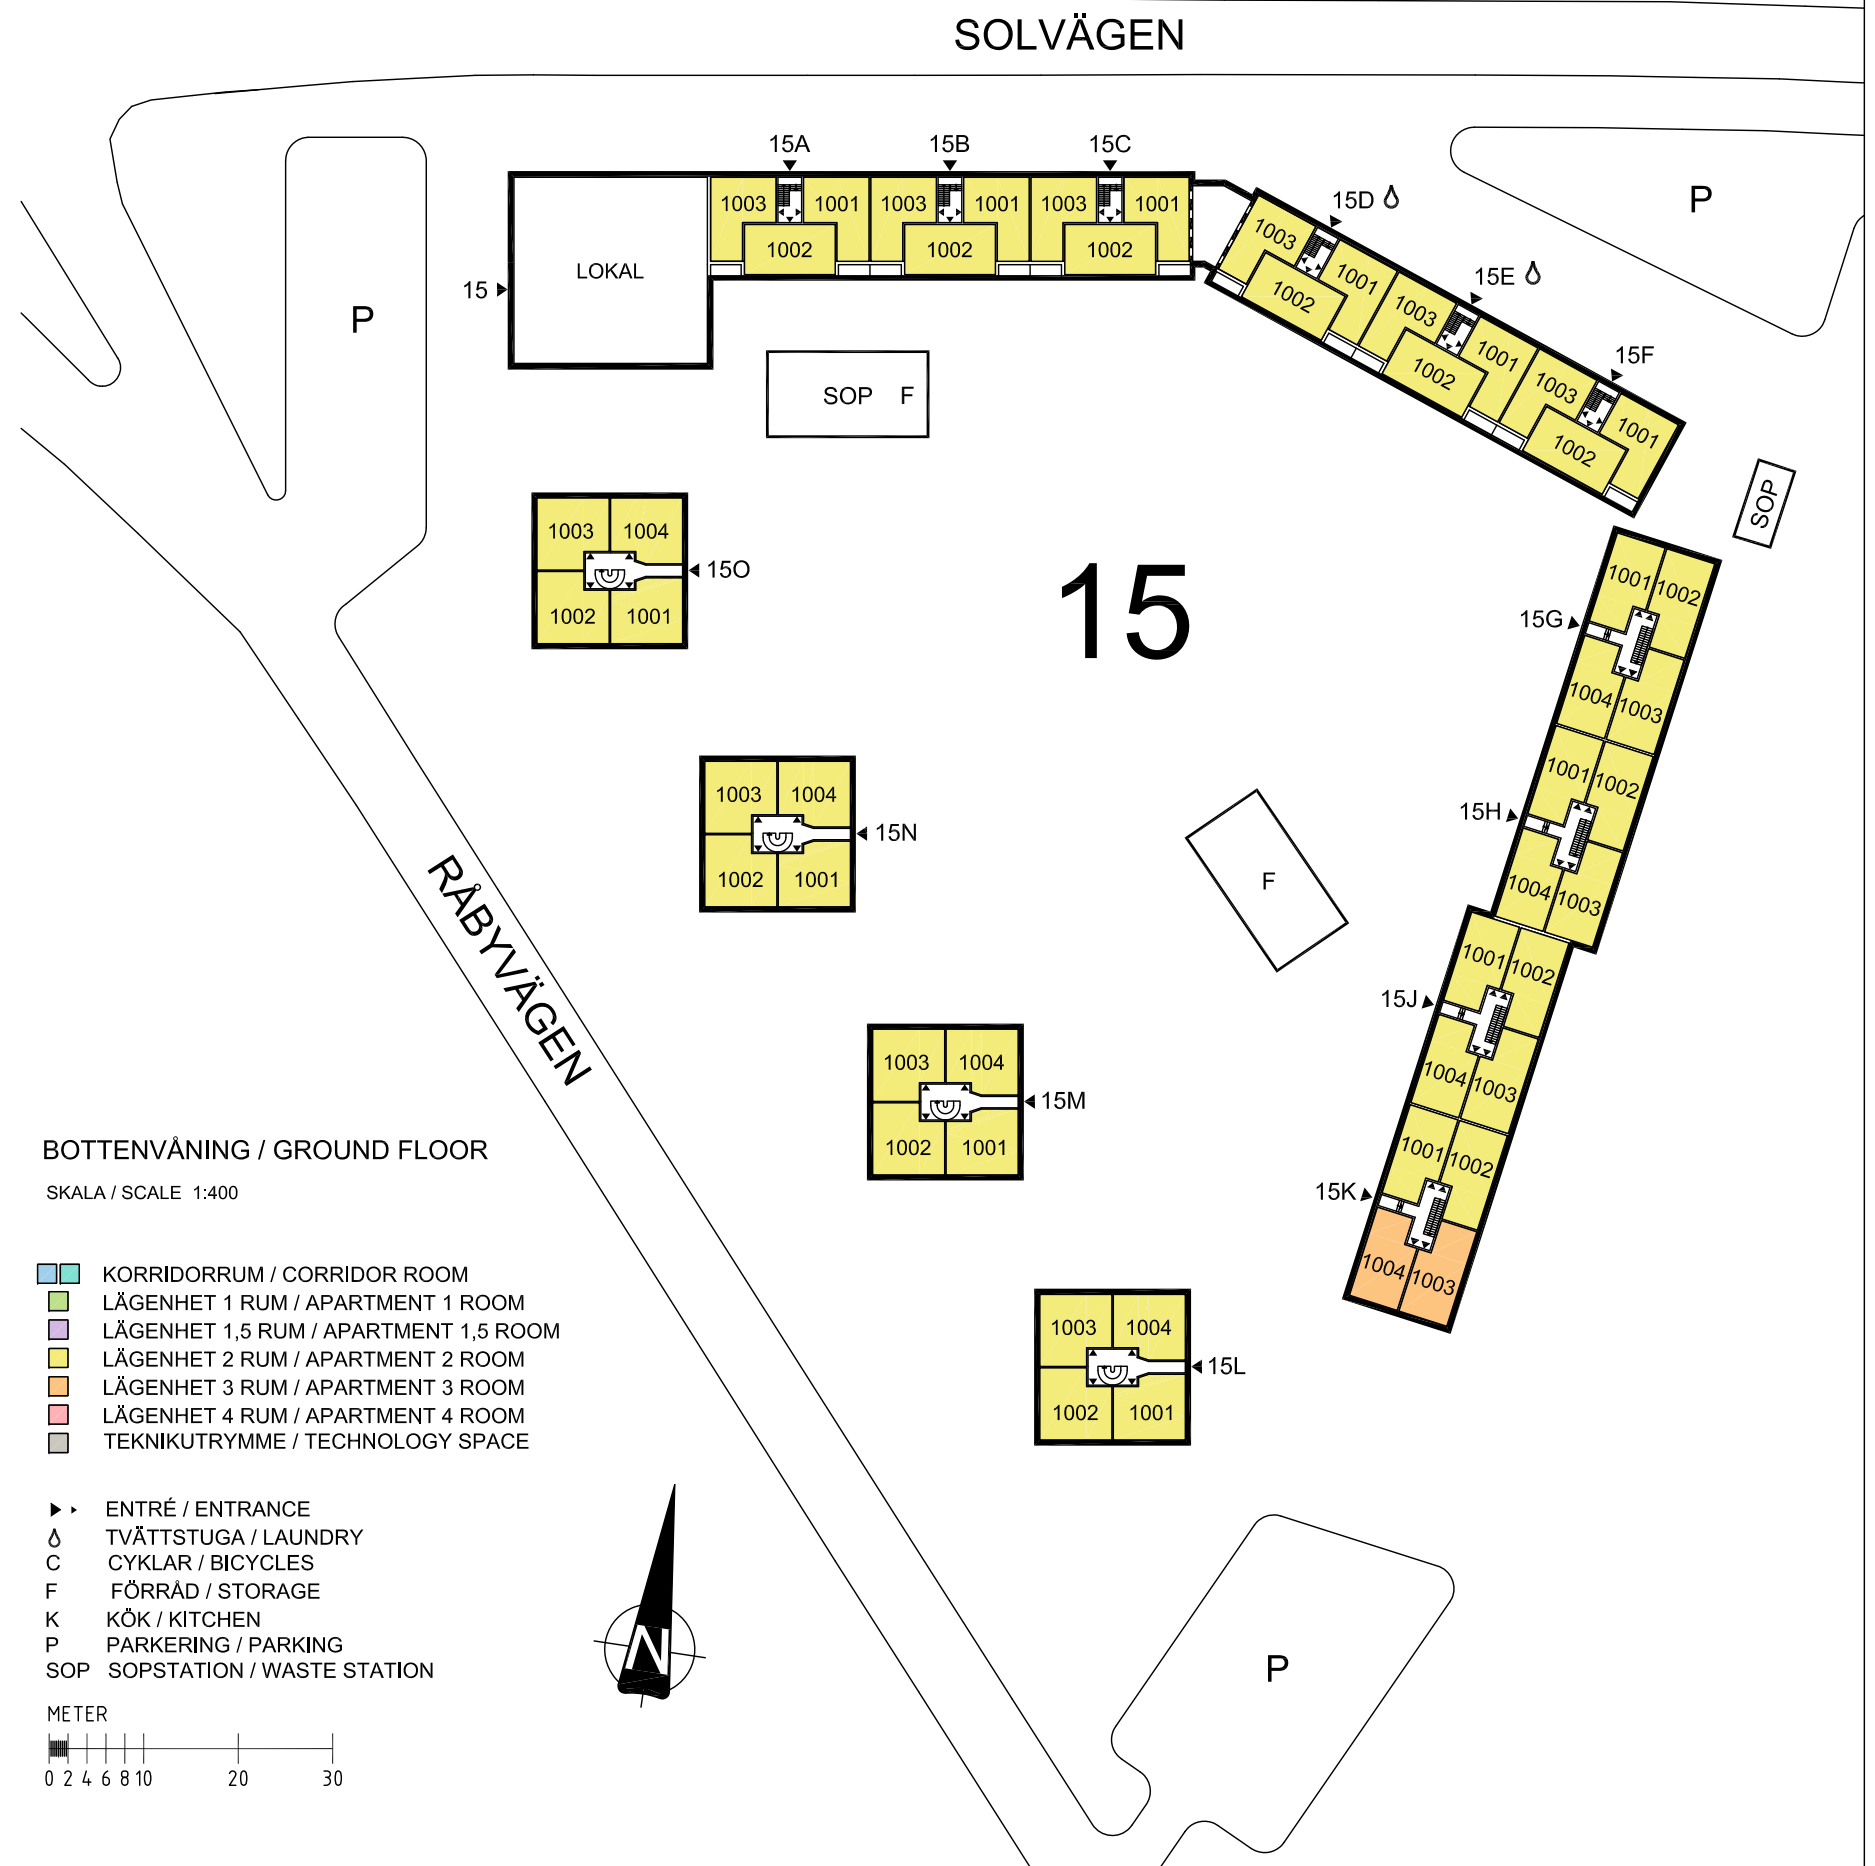 SOLVÄGEN
15A
15B
15C
1003 1001 1003 1001 1003 1001
1002 1002 1002
LOKAL
15
15D
15E
15F
1003 1001 1003 1001 1003 1001
1002 1002 1002
P
P
SOP F
SOP
1003 1004
1002 1001
15O
15
15G
1001 1002
1004 1003
15H
1001 1002
1004 1003
1003 1004
1002 1001
15N
F
RÅBYVÄGEN
15J
1001 1002
1004 1003
1003 1004
1002 1001
15M
15K
1001 1002
1004 1003
1003 1004
1002 1001
15L
P
BOTTENVÅNING / GROUND FLOOR
SKALA / SCALE 1:400
KORRIDORRUM / CORRIDOR ROOM
LÄGENHET 1 RUM / APARTMENT 1 ROOM
LÄGENHET 1,5 RUM / APARTMENT 1,5 ROOM
LÄGENHET 2 RUM / APARTMENT 2 ROOM
LÄGENHET 3 RUM / APARTMENT 3 ROOM
LÄGENHET 4 RUM / APARTMENT 4 ROOM
TEKNIKUTRYMME / TECHNOLOGY SPACE
ENTRÉ / ENTRANCE
TVÄTTSTUGA / LAUNDRY
C CYKLAR / BICYCLES
F FÖRRÅD / STORAGE
K KÖK / KITCHEN
P PARKERING / PARKING
SOP SOPSTATION / WASTE STATION
METER
0 2 4 6 8 10 20 30
N